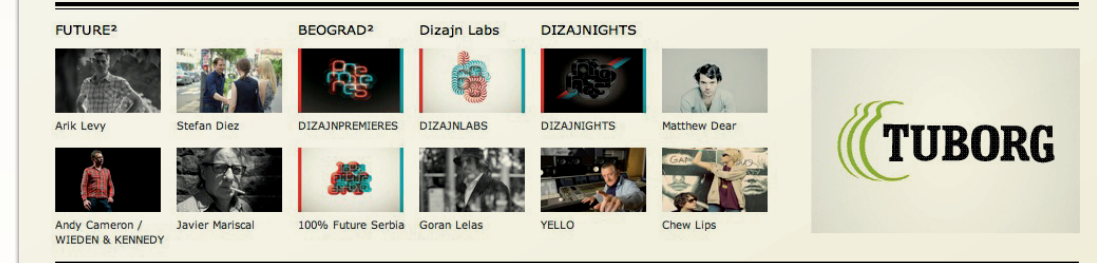 FUTURE²
BEOGRAD²
Dizajn Labs
DIZAJNIGHTS
Arik Levy
Stefan Diez
DIZAJNPREMIERES
DIZAJNLABS
DIZAJNIGHTS
Matthew Dear
TUBORG
Andy Cameron /
WIEDEN & KENNEDY
Javier Mariscal
100% Future Serbia
Goran Lelas
YELLO
Chew Lips